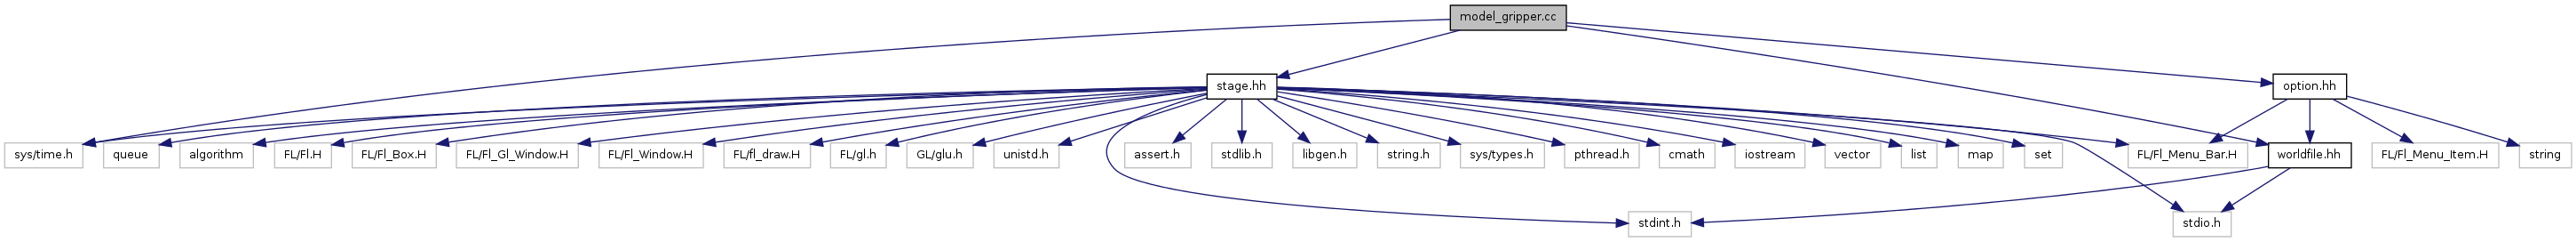 model_gripper.cc
stage.hh
option.hh
sys/time.h
queue
algorithm
FL/Fl.H
FL/Fl_Box.H
FL/Fl_Gl_Window.H
FL/Fl_Window.H
FL/fl_draw.H
FL/gl.h
GL/glu.h
unistd.h
assert.h
stdlib.h
libgen.h
string.h
sys/types.h
pthread.h
cmath
iostream
vector
list
map
set
FL/Fl_Menu_Bar.H
worldfile.hh
FL/Fl_Menu_Item.H
string
stdint.h
stdio.h